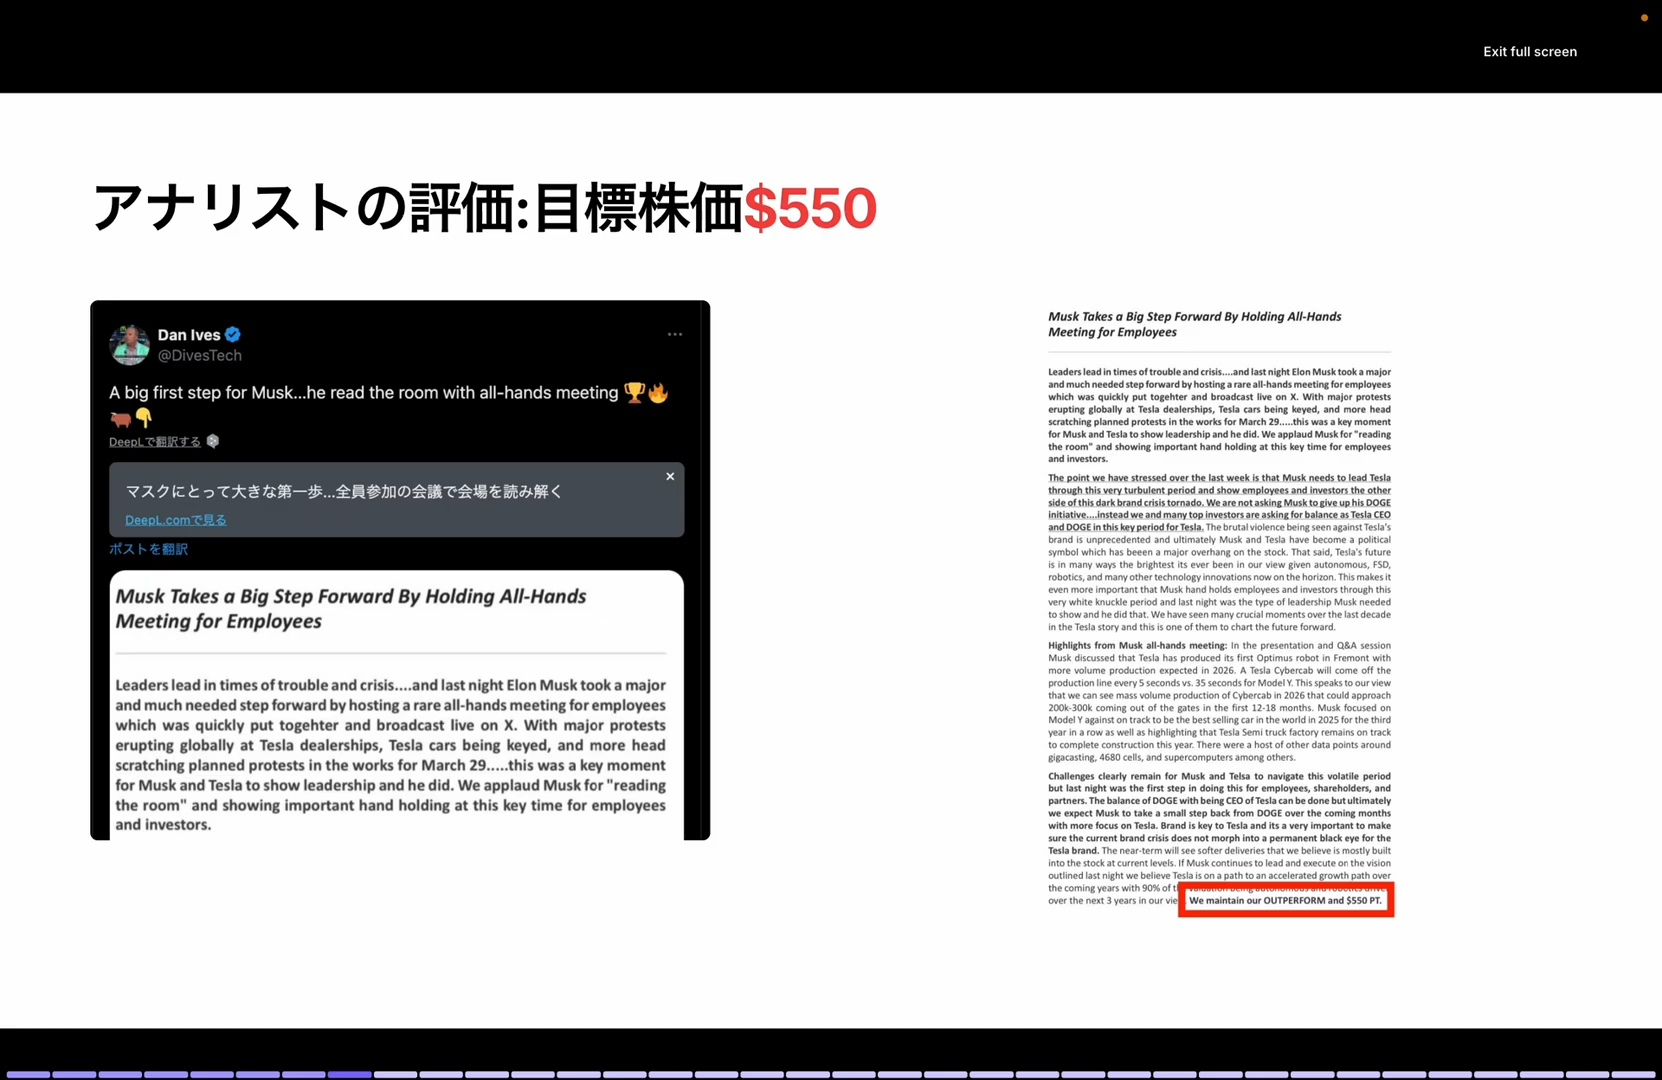 Exit full screen
アナリストの評価:目標株価$550
Dan Ives
@DivesTech
A big first step for Musk...he read the room with all-hands meeting 🏆🔥
🐂👇
DeepLで翻訳する
マスクにとって大きな第一歩...全員参加の会議で会場を読み解く
DeepL.comで見る
ポストを翻訳
Musk Takes a Big Step Forward By Holding All-Hands
Meeting for Employees
Leaders lead in times of trouble and crisis....and last night Elon Musk took a major
and much needed step forward by hosting a rare all-hands meeting for employees
which was quickly put togehter and broadcast live on X. With major protests
erupting globally at Tesla dealerships, Tesla cars being keyed, and more head
scratching planned protests in the works for March 29.....this was a key moment
for Musk and Tesla to show leadership and he did. We applaud Musk for "reading
the room" and showing important hand holding at this key time for employees
and investors.
Musk Takes a Big Step Forward By Holding All-Hands
Meeting for Employees
Leaders lead in times of trouble and crisis....and last night Elon Musk took a major
and much needed step forward by hosting a rare all-hands meeting for employees
which was quickly put togehter and broadcast live on X. With major protests
erupting globally at Tesla dealerships, Tesla cars being keyed, and more head
scratching planned protests in the works for March 29.....this was a key moment
for Musk and Tesla to show leadership and he did. We applaud Musk for "reading
the room" and showing important hand holding at this key time for employees
and investors.
The point we have stressed over the last week is that Musk needs to lead Tesla
through this very turbulent period and show employees and investors the other
side of this dark brand crisis tornado. We are not asking Musk to give up his DOGE
initiative....instead we and many top investors are asking for balance as Tesla CEO
and DOGE in this key period for Tesla. The brutal violence being seen against Tesla's
brand is unprecedented and ultimately Musk and Tesla have become a political
symbol which has beeen a major overhang on the stock. That said, Tesla's future
is in many ways the brightest its ever been in our view given autonomous, FSD,
robotics, and many other technology innovations now on the horizon. This makes it
even more important that Musk hand holds employees and investors through this
very white knuckle period and last night was the type of leadership Musk needed
to show and he did that. We have seen many crucial moments over the last decade
in the Tesla story and this is one of them to chart the future forward.
Highlights from Musk all-hands meeting: In the presentation and Q&A session
Musk discussed that Tesla has produced its first Optimus robot in Fremont with
more volume production expected in 2026. A Tesla Cybercab will come off the
production line every 5 seconds vs. 35 seconds for Model Y. This speaks to our view
that we can see mass volume production of Cybercab in 2026 that could approach
200k-300k coming out of the gates in the first 12-18 months. Musk focused on
Model Y against on track to be the best selling car in the world in 2025 for the third
year in a row as well as highlighting that Tesla Semi truck factory remains on track
to complete construction this year. There were a host of other data points around
gigacasting, 4680 cells, and supercomputers among others.
Challenges clearly remain for Musk and Telsa to navigate this volatile period
but last night was the first step in doing this for employees, shareholders, and
partners. The balance of DOGE with being CEO of Tesla can be done but ultimately
we expect Musk to take a small step back from DOGE over the coming months
with more focus on Tesla. Brand is key to Tesla and its a very important to make
sure the current brand crisis does not morph into a permanent black eye for the
Tesla brand. The near-term will see softer deliveries that we believe is mostly built
into the stock at current levels. If Musk continues to lead and execute on the vision
outlined last night we believe Tesla is on a path to an accelerated growth path over
the coming years with 90% of
over the next 3 years in our vie We maintain our OUTPERFORM and $550 PT.